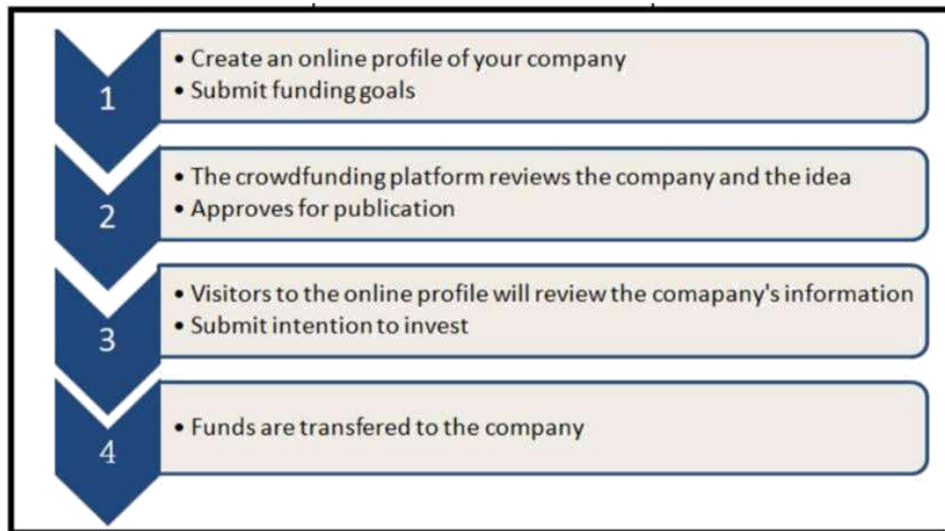 1
• Create an online profile of your company
• Submit funding goals
2
• The crowdfunding platform reviews the company and the idea
• Approves for publication
3
• Visitors to the online profile will review the comapany's information
• Submit intention to invest
4
• Funds are transfered to the company